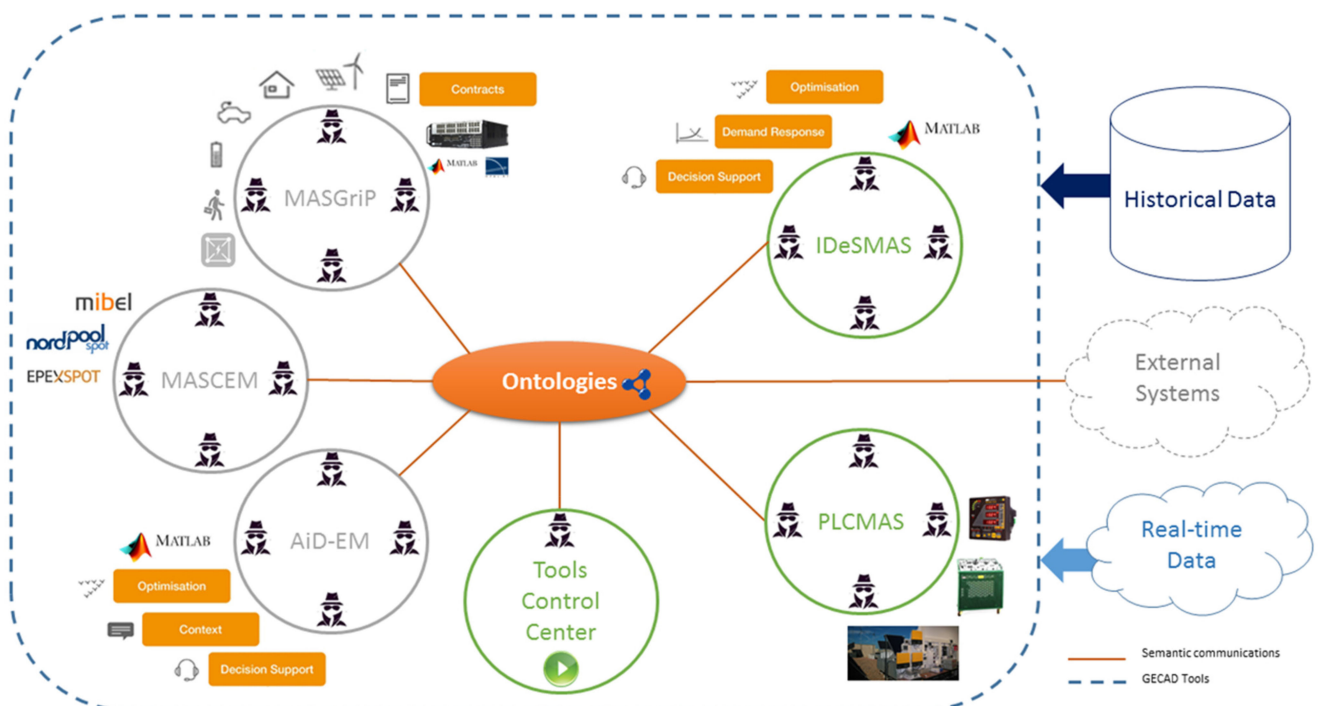 Contracts
MATLAB
MASGriP
Optimisation
Demand Response
MATLAB
Decision Support
IDeSMAS
Historical Data
mibel
nordpool
spot
EPEXSPOT
MASCEM
Ontologies
External
Systems
AiD-EM
MATLAB
Optimisation
Context
Decision Support
Tools
Control
Center
PLCMAS
Real-time
Data
Semantic communications
GECAD Tools